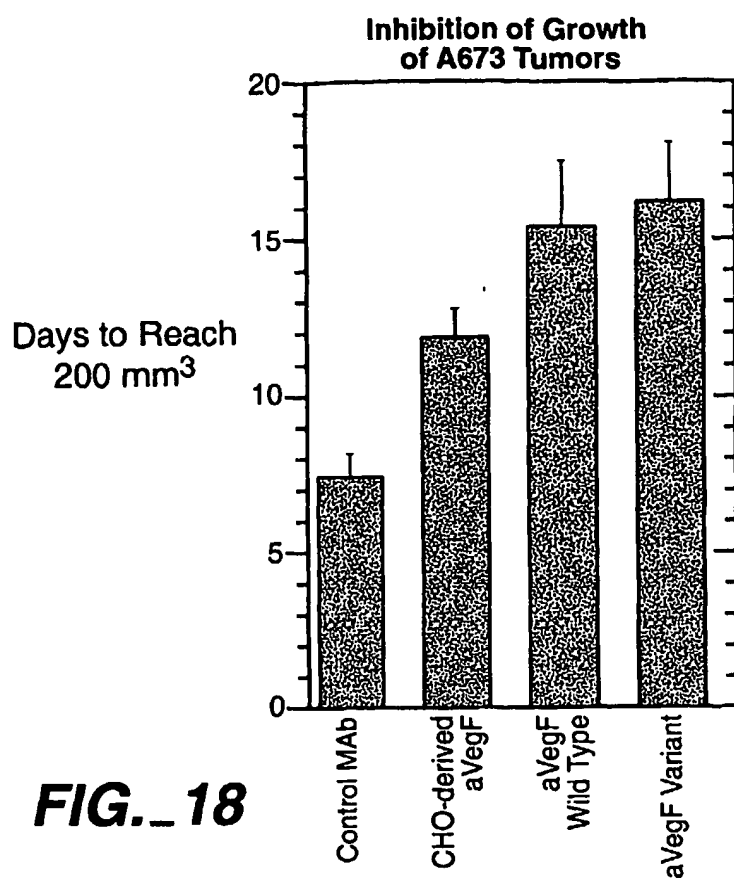 Inhibition of Growth
of A673 Tumors
20
15
10
5
0
Days to Reach
200 mm³
Control MAb
CHO-derived
aVegF
aVegF
Wild Type
aVegF Variant
FIG._18